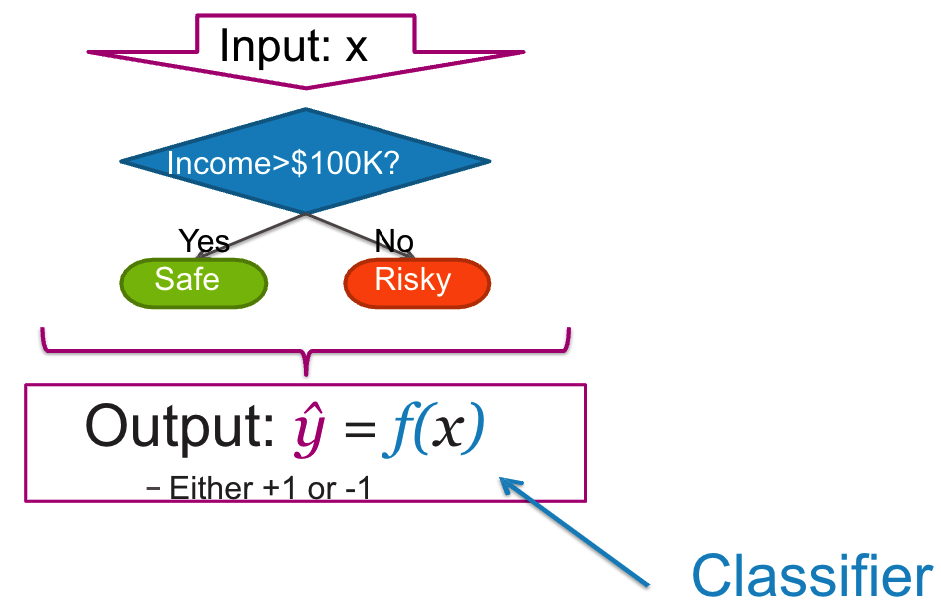 Input: x
Income>$100K?
Yes No
Safe Risky
Output: ŷ = f(x)
– Either +1 or -1
Classifier